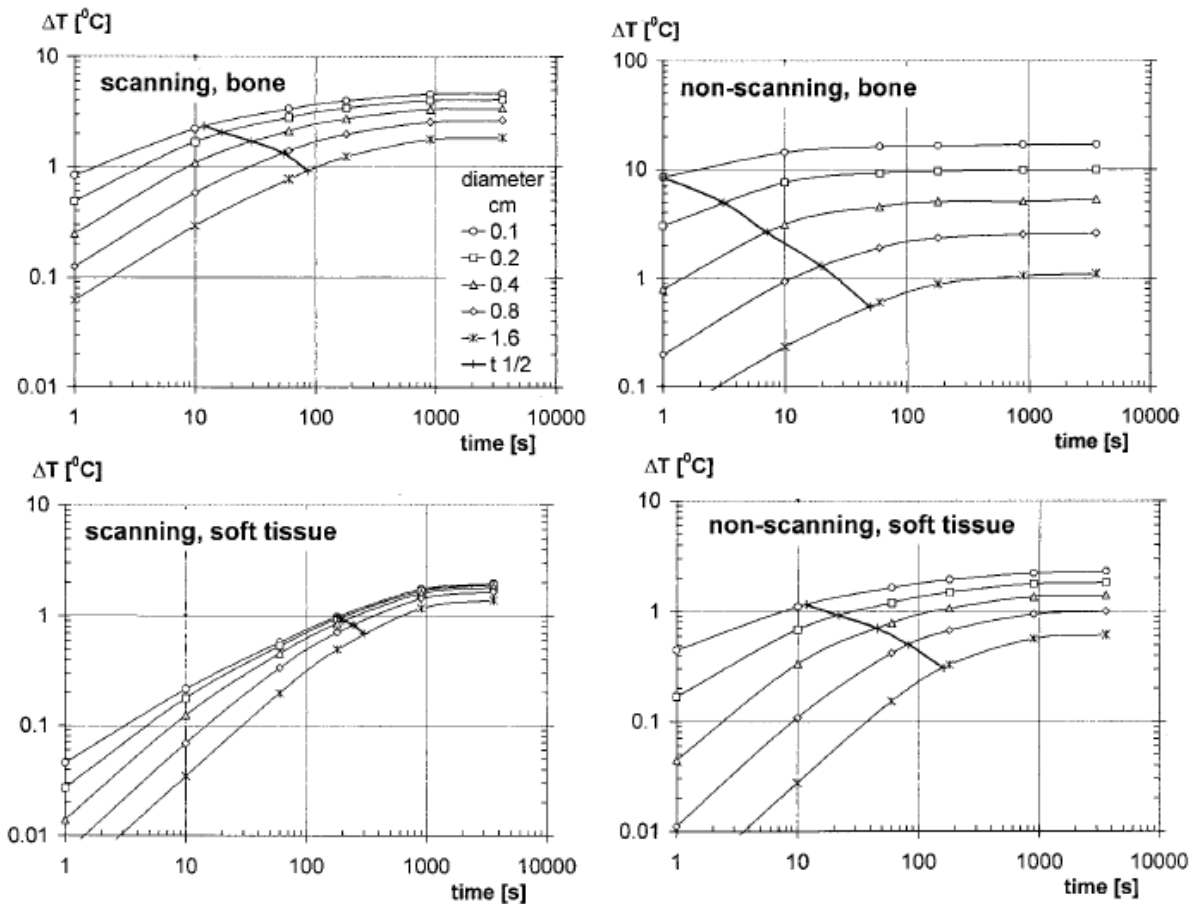 ΔT [⁰C]
10
scanning, bone
1
0.1
0.01
diameter
cm
0.1
0.2
0.4
0.8
1.6
t 1/2
1 10 100 1000 10000
time [s]
ΔT [⁰C]
100
non-scanning, bone
10
1
0.1
1 10 100 1000 10000
time [s]
ΔT [⁰C]
10
scanning, soft tissue
1
0.1
0.01
1 10 100 1000 10000
time [s]
ΔT [⁰C]
10
non-scanning, soft tissue
1
0.1
0.01
1 10 100 1000 10000
time [s]